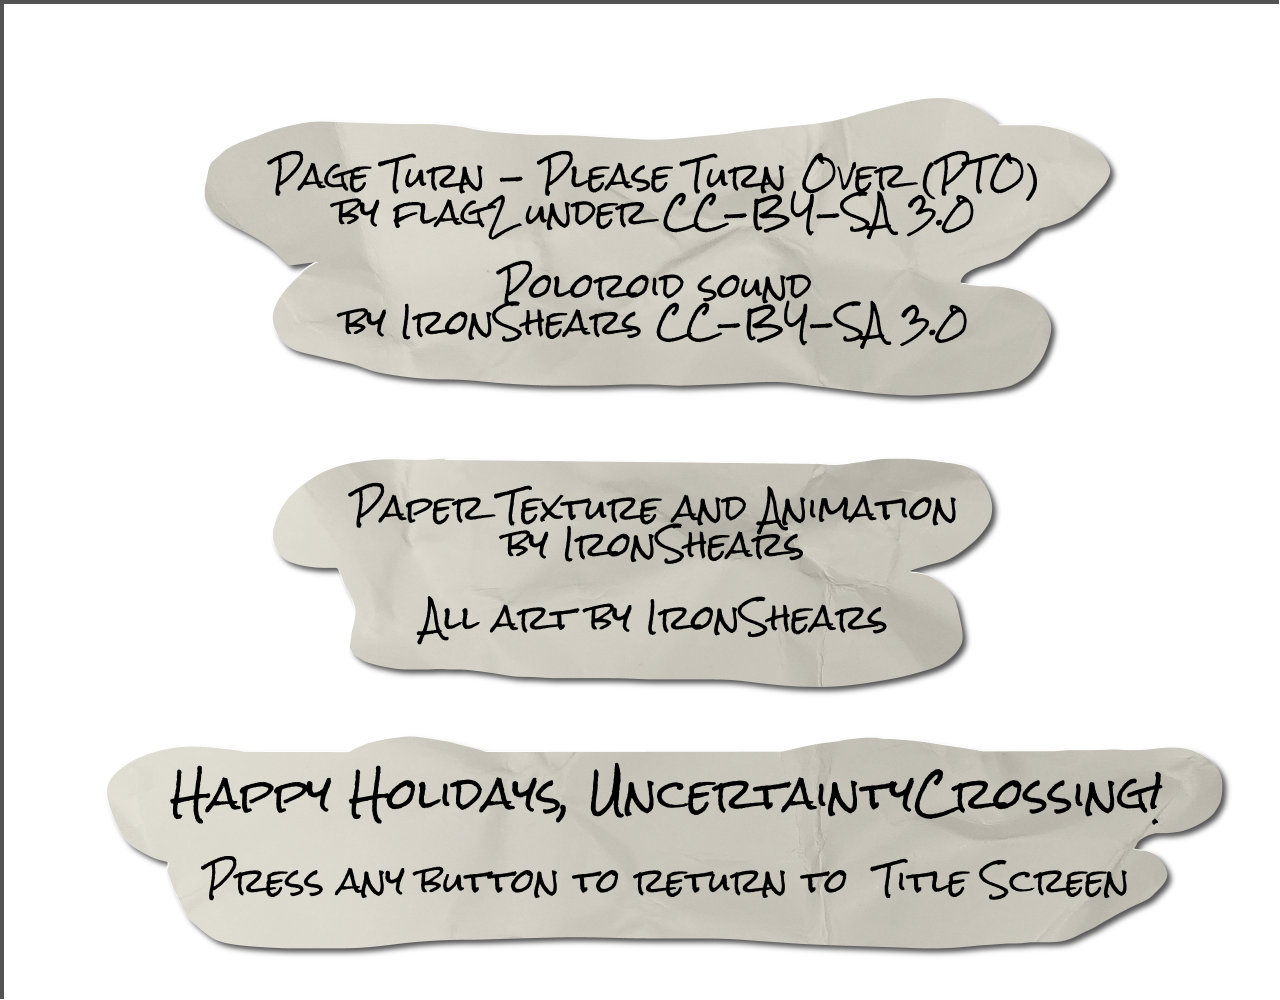 Page Turn - Please Turn Over (PTO)
by flag2 under CC-BY-SA 3.0
Poloroid sound
by IronShears CC-BY-SA 3.0
Paper Texture and Animation
by IronShears
All art by IronShears
Happy Holidays, UncertaintyCrossing!
Press any button to return to Title Screen